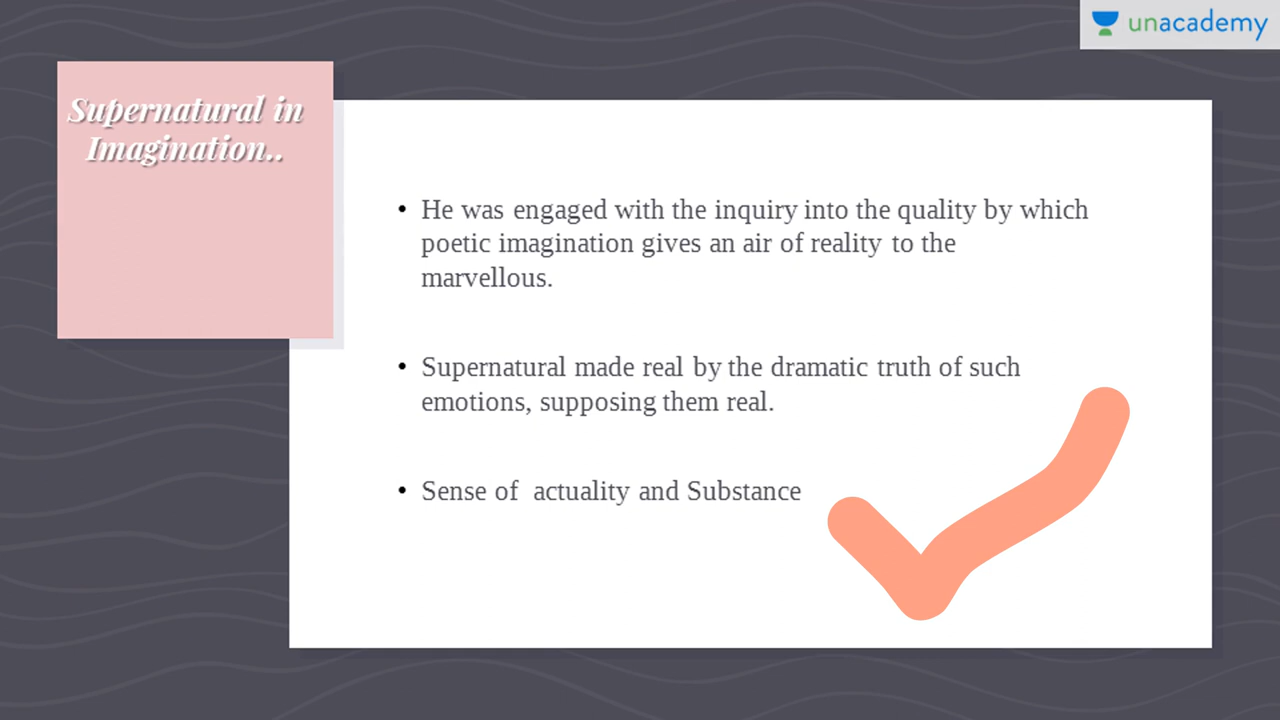 unacademy
Supernatural in
Imagination..
• He was engaged with the inquiry into the quality by which
poetic imagination gives an air of reality to the
marvellous.
• Supernatural made real by the dramatic truth of such
emotions, supposing them real.
• Sense of actuality and Substance